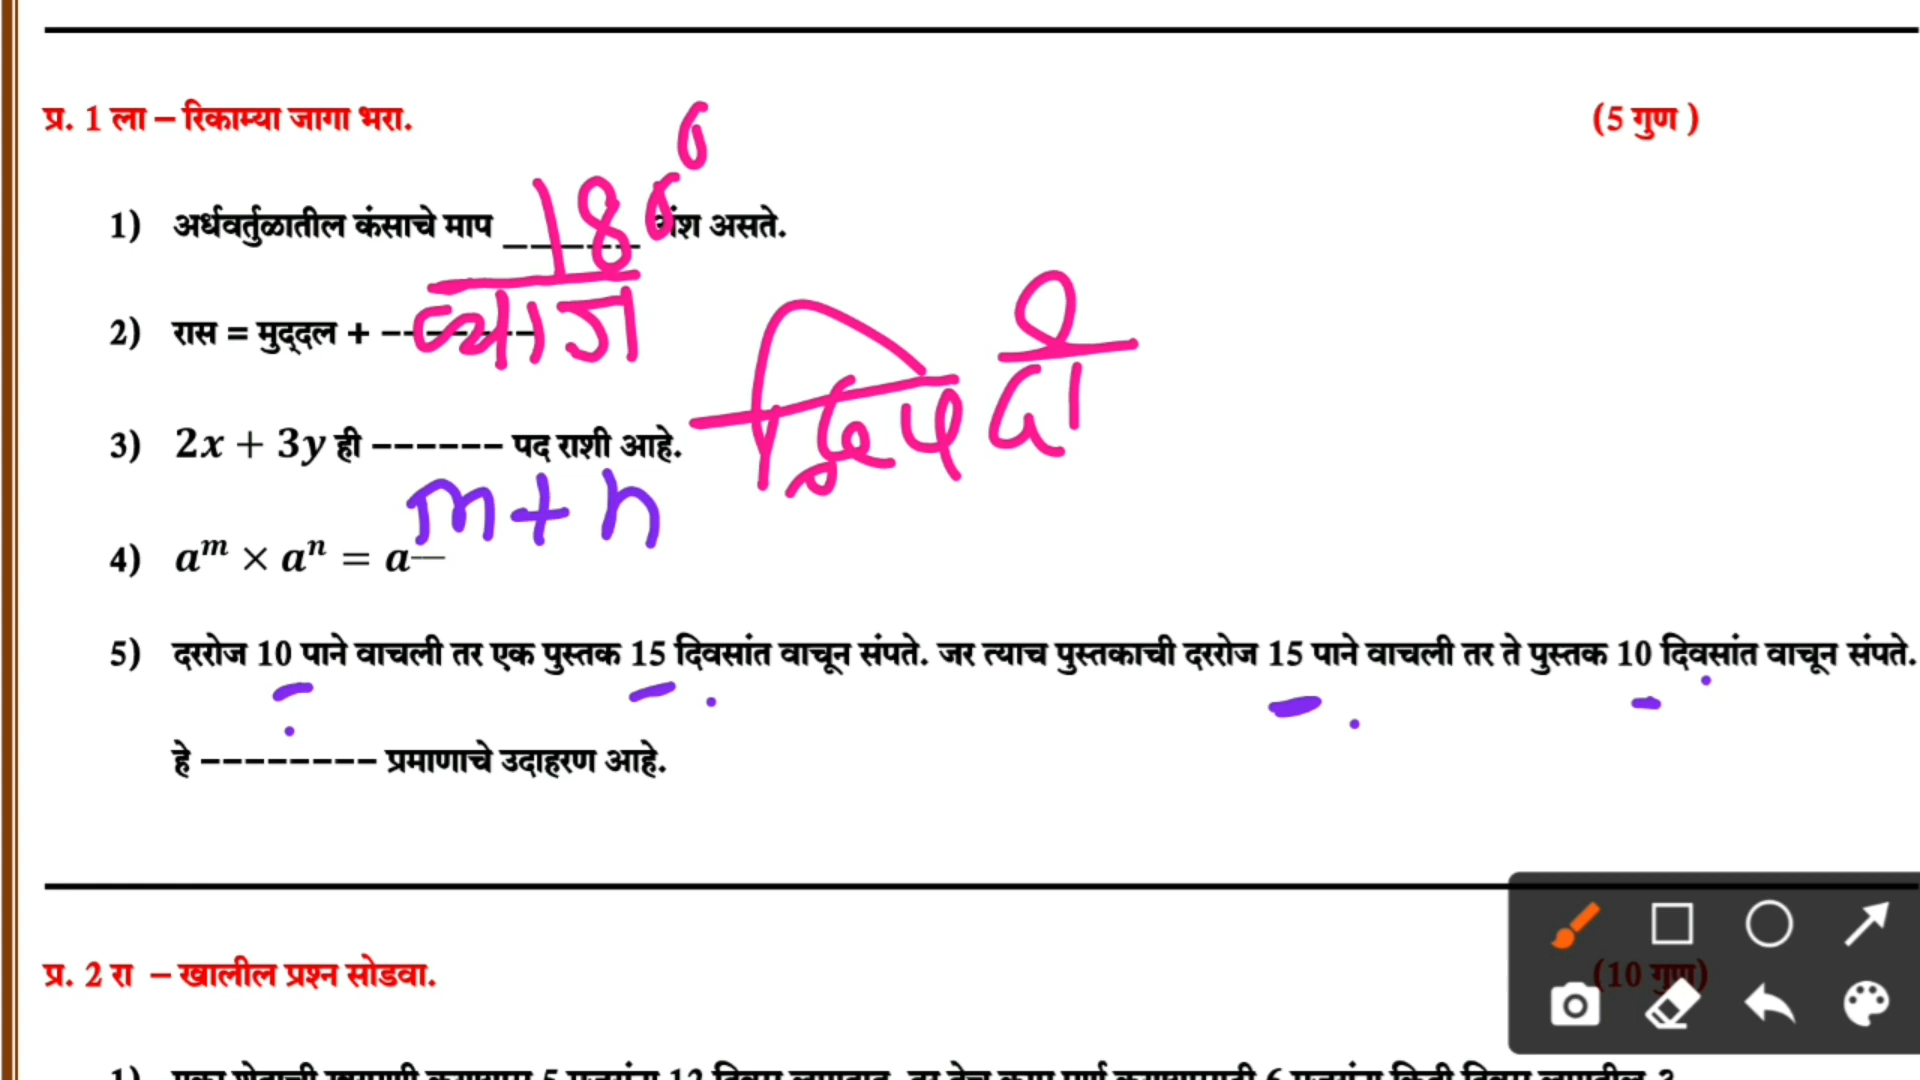 प्र. 1 ला – रिकाम्या जागा भरा. (5 गुण )
1) अर्धवर्तुळातील कंसाचे माप ______ 180° अंश असते.
2) रास = मुद्दल + ------ व्याज
3) 2x + 3y ही ------ पद राशी आहे. द्विपदी
m + n
4) aᵐ × aⁿ = a—
5) दररोज 10 पाने वाचली तर एक पुस्तक 15 दिवसांत वाचून संपते. जर त्याच पुस्तकाची दररोज 15 पाने वाचली तर ते पुस्तक 10 दिवसांत वाचून संपते.
हे -------- प्रमाणाचे उदाहरण आहे.
प्र. 2 रा – खालील प्रश्न सोडवा. (10 गुण)